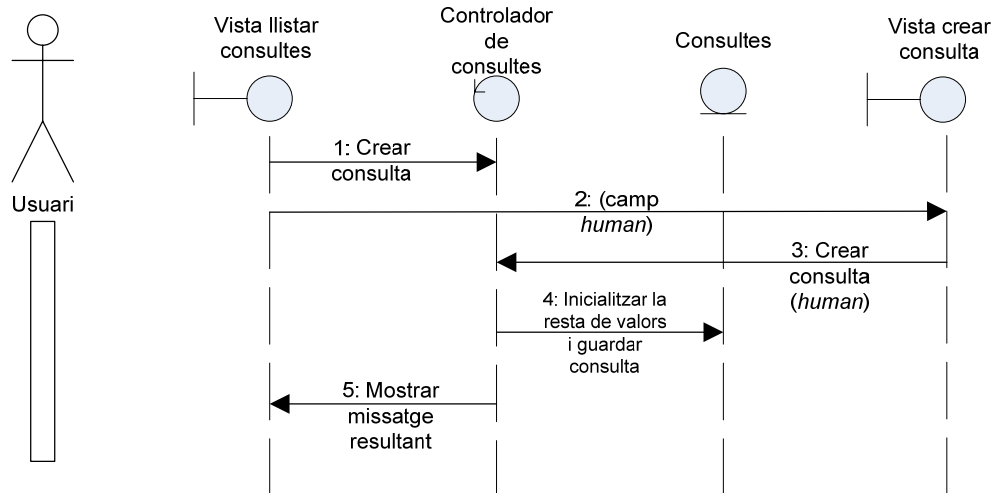 Vista llistar
consultes
Controlador
de
consultes
Consultes
Vista crear
consulta
Usuari
1: Crear
consulta
2: (camp
human)
3: Crear
consulta
(human)
4: Inicialitzar la
resta de valors
i guardar
consulta
5: Mostrar
missatge
resultant